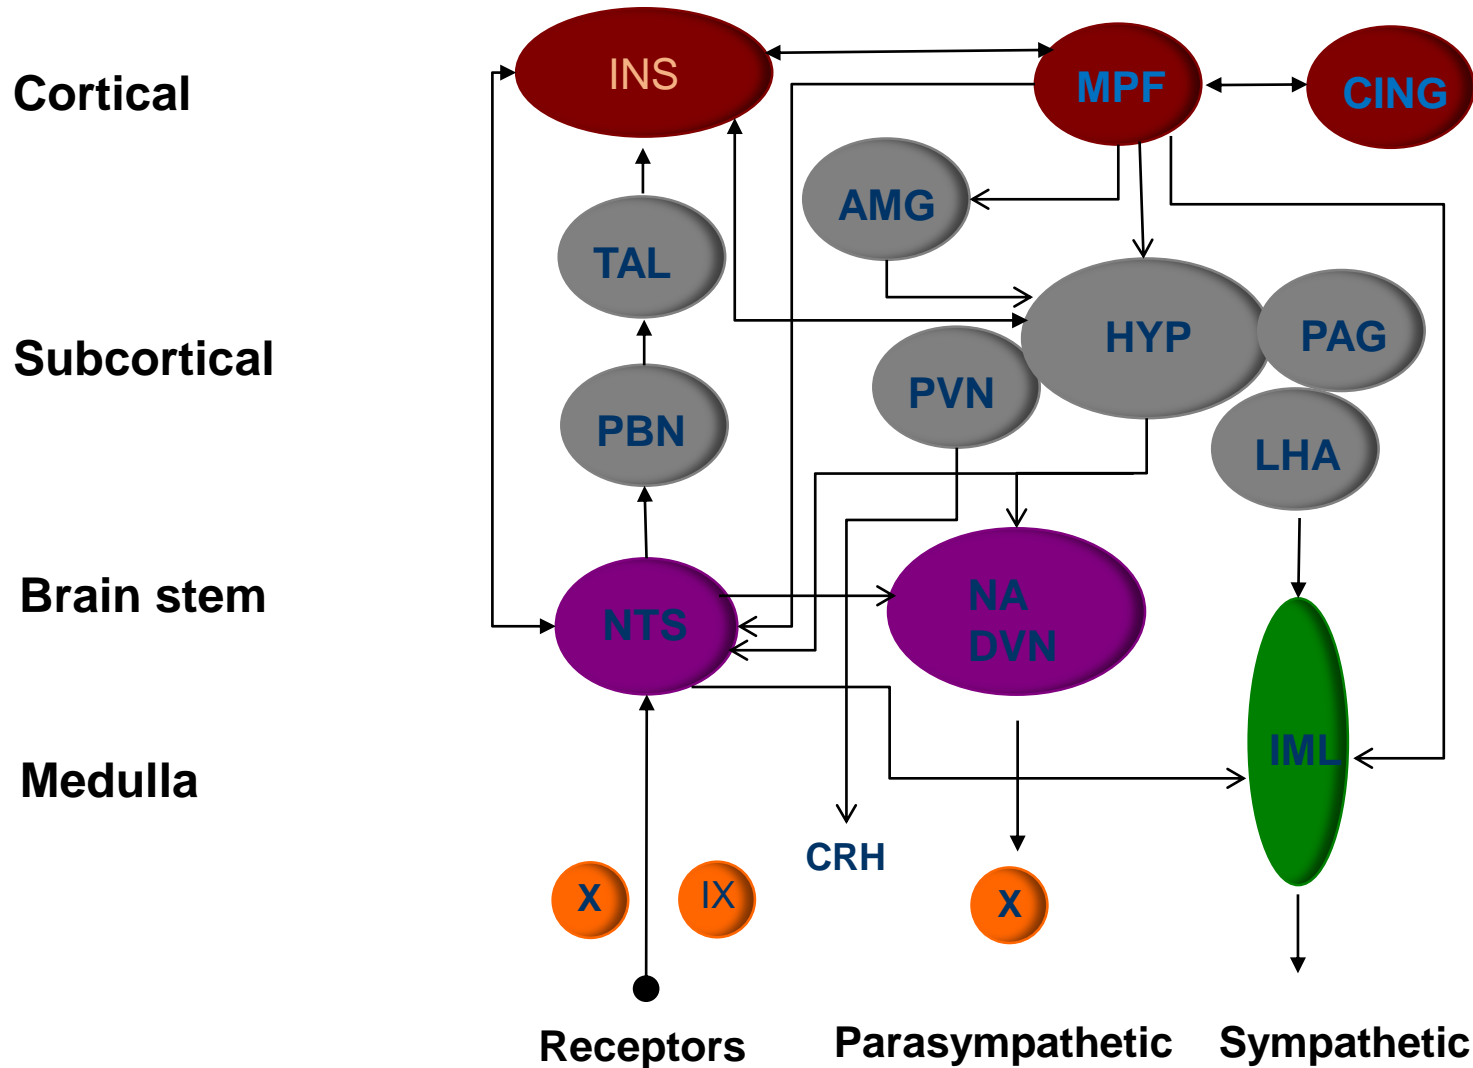 INS
MPF
CING
Cortical
AMG
TAL
HYP
PAG
Subcortical
PVN
PBN
LHA
Brain stem
NTS
NA
DVN
IML
Medulla
CRH
X
IX
X
Receptors
Parasympathetic
Sympathetic